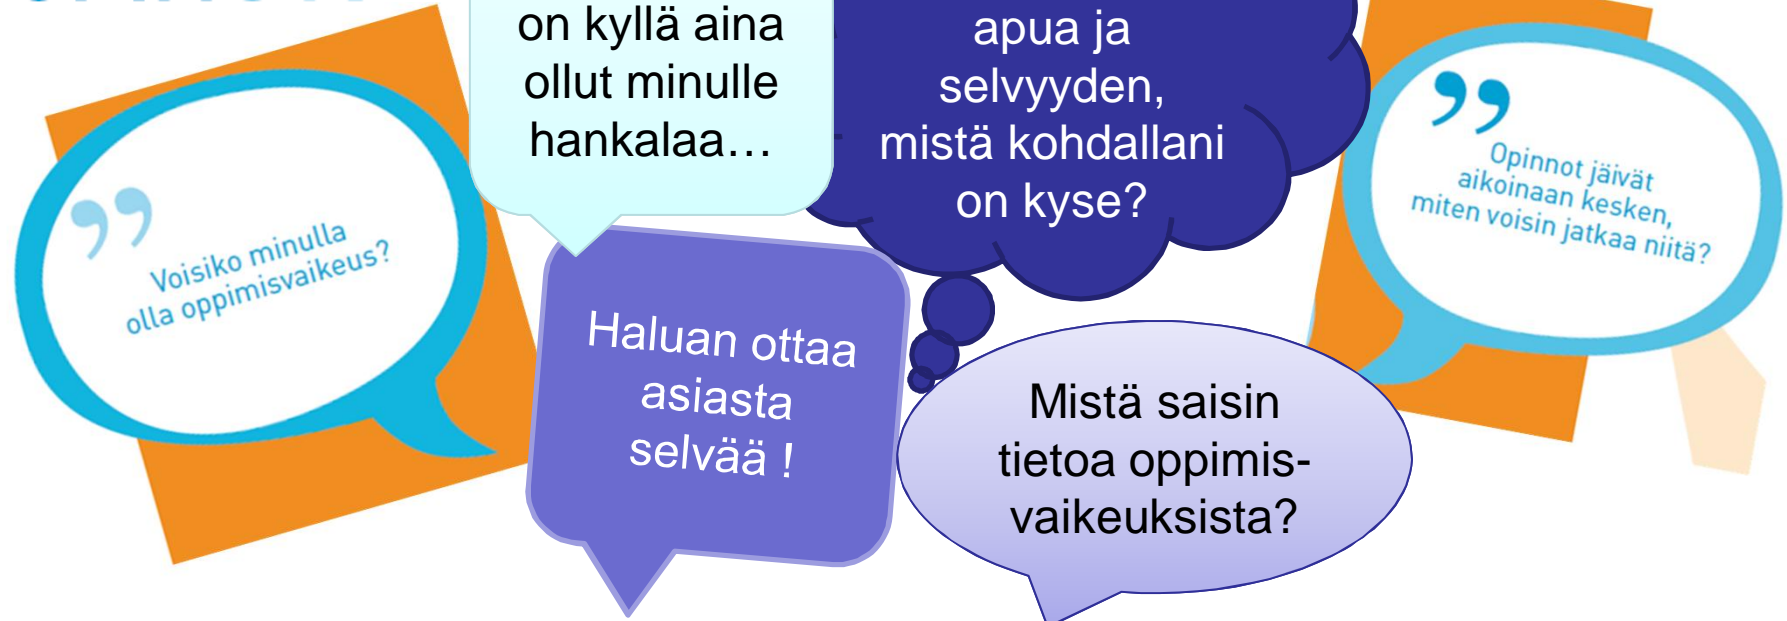 on kyllä aina
ollut minulle
hankalaa…
apua ja
selvyyden,
mistä kohdallani
on kyse?
Voisiko minulla
olla oppimisvaikeus?
Opinnot jäivät
aikoinaan kesken,
miten voisin jatkaa niitä?
Haluan ottaa
asiasta
selvää !
Mistä saisin
tietoa oppimis-
vaikeuksista?